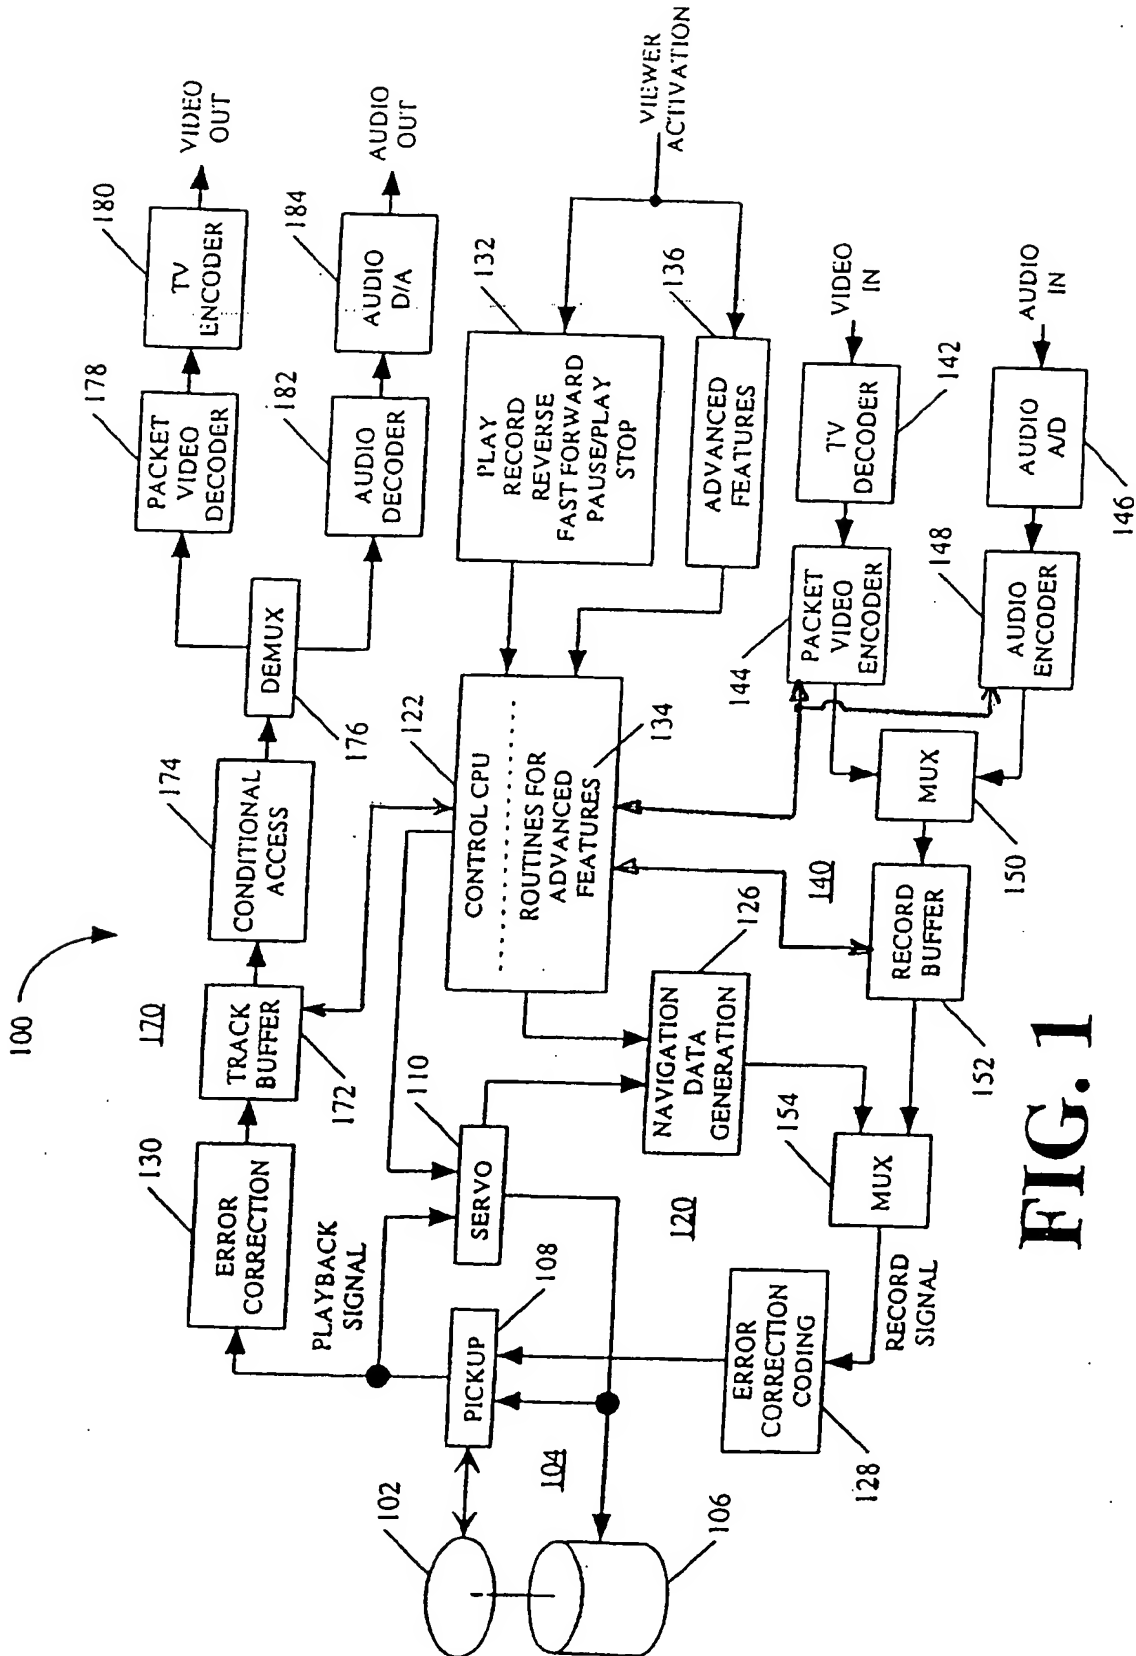 100
130
ERROR
CORRECTION
170
TRACK
BUFFER
172
174
CONDITIONAL
ACCESS
DEMUX
176
178
PACKET
VIDEO
DECODER
180
TV
ENCODER
VIDEO
OUT
182
AUDIO
DECODER
184
AUDIO
D/A
AUDIO
OUT
PLAYBACK
SIGNAL
102
104
106
108
PICKUP
110
SERVO
120
122
CONTROL CPU
ROUTINES FOR
ADVANCED
FEATURES
134
132
PLAY
RECORD
REVERSE
FAST FORWARD
PAUSE/PLAY
STOP
136
ADVANCED
FEATURES
VIEWER
ACTIVATION
126
NAVIGATION
DATA
GENERATION
128
ERROR
CORRECTION
CODING
RECORD
SIGNAL
154
MUX
140
RECORD
BUFFER
152
MUX
150
144
PACKET
VIDEO
ENCODER
TV
DECODER
142
VIDEO
IN
148
AUDIO
ENCODER
AUDIO
A/D
146
AUDIO
IN
FIG. 1